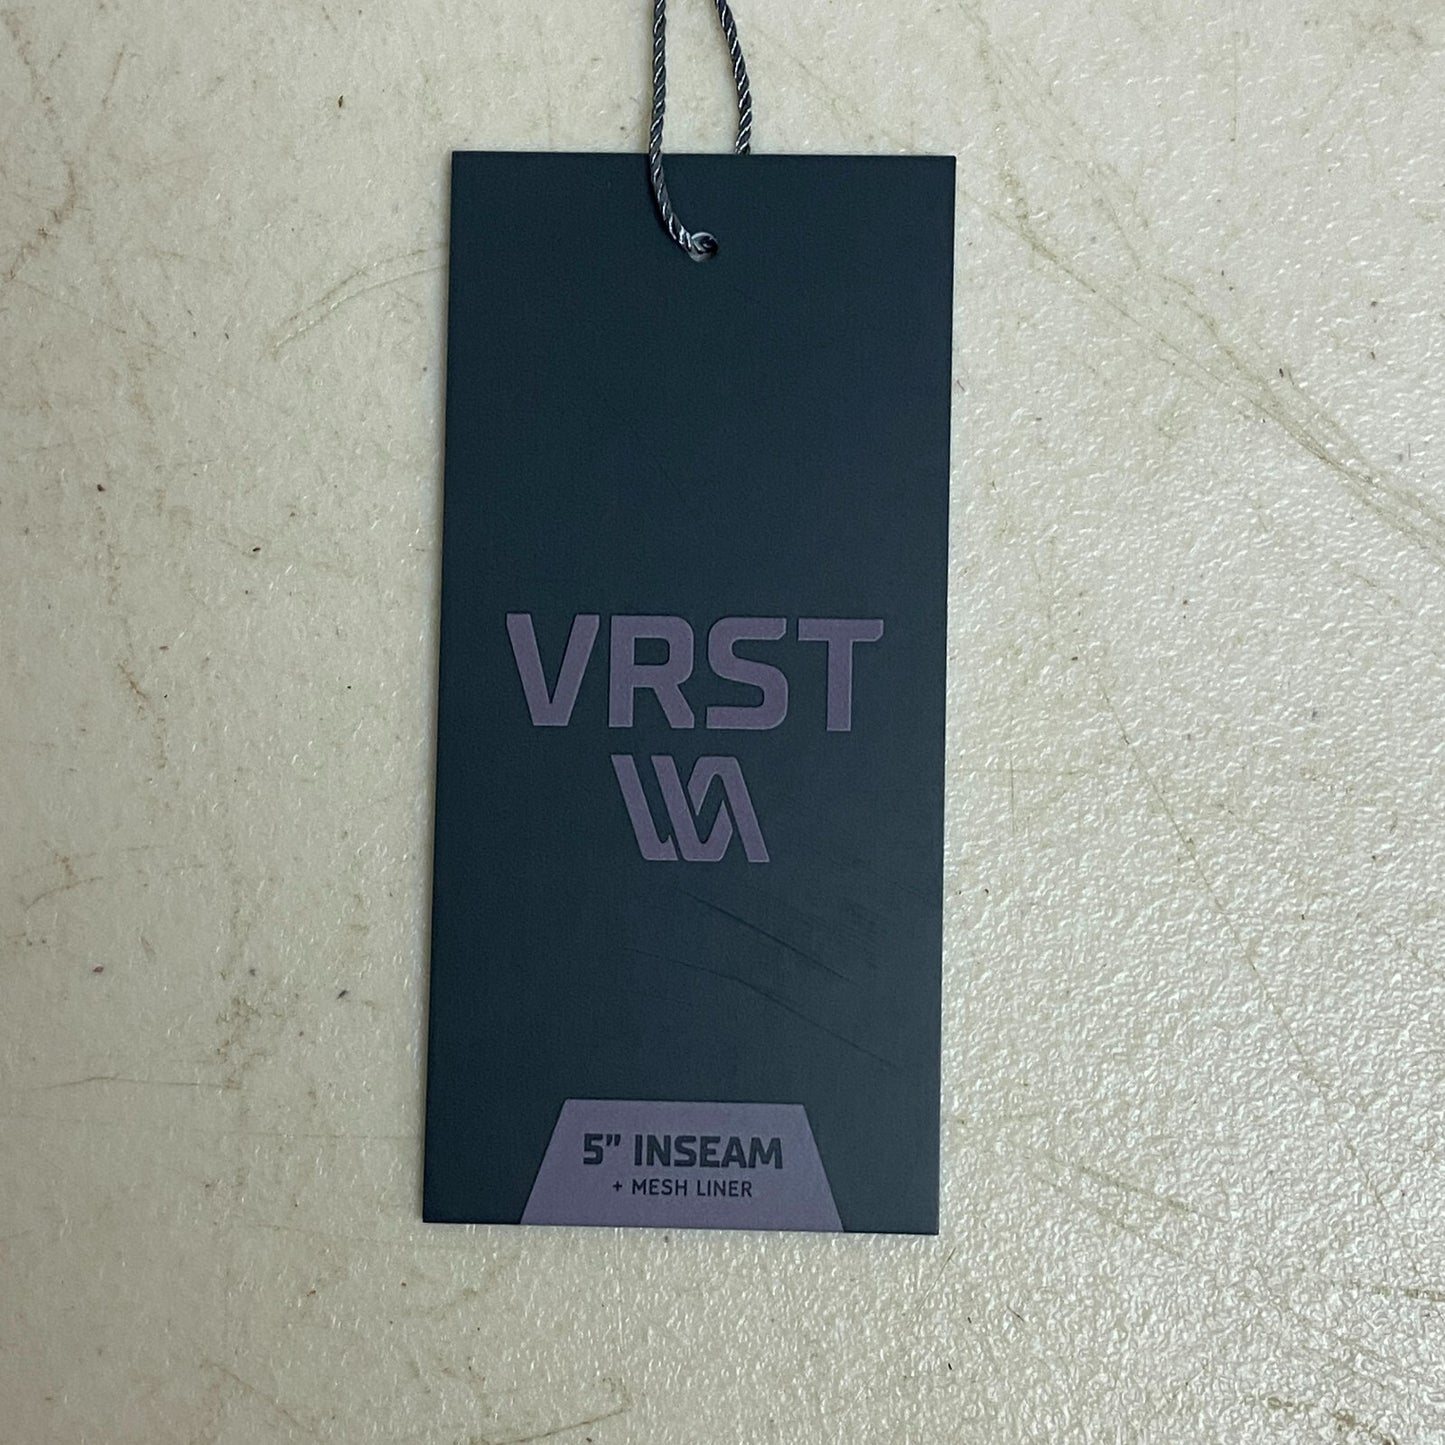 VRST
5” INSEAM
+ MESH LINER